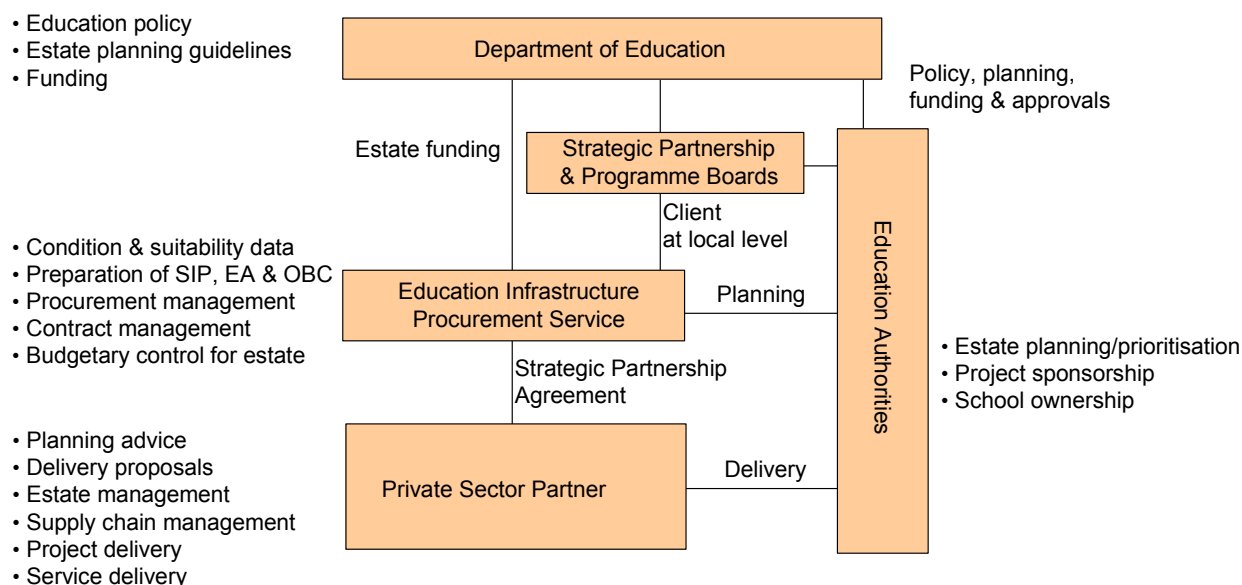 • Education policy
• Estate planning guidelines
• Funding
Department of Education
Policy, planning,
funding & approvals
Estate funding
Strategic Partnership
& Programme Boards
Client
at local level
Education Authorities
• Condition & suitability data
• Preparation of SIP, EA & OBC
• Procurement management
• Contract management
• Budgetary control for estate
Education Infrastructure
Procurement Service
Planning
• Estate planning/prioritisation
• Project sponsorship
• School ownership
Strategic Partnership
Agreement
• Planning advice
• Delivery proposals
• Estate management
• Supply chain management
• Project delivery
• Service delivery
Private Sector Partner
Delivery